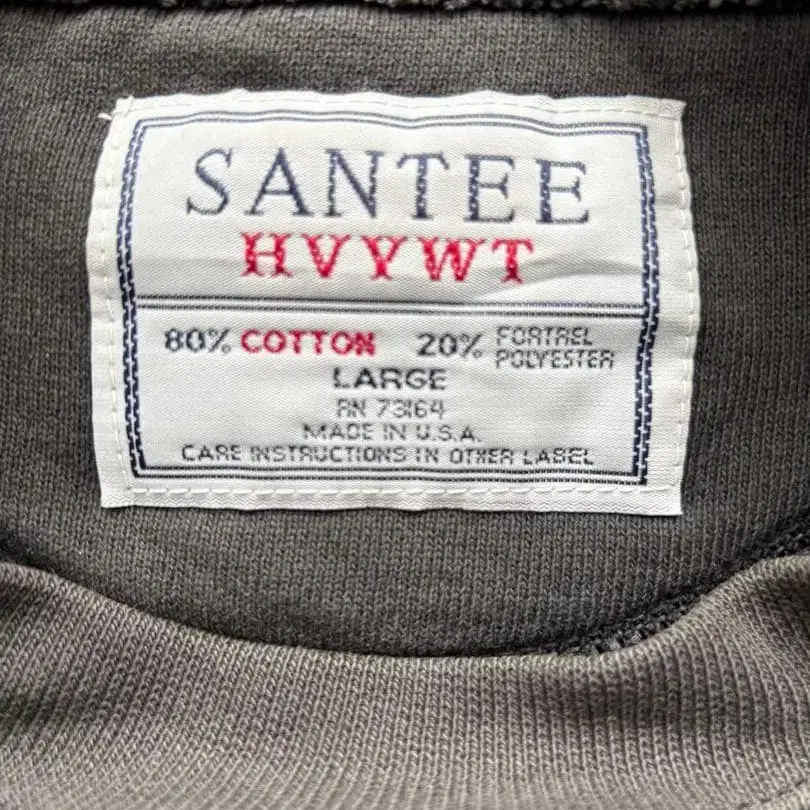 SANTEE
HVYWT
80% COTTON 20% FORTREL
POLYESTER
LARGE
RN 73164
MADE IN U.S.A.
CARE INSTRUCTIONS IN OTHER LABEL